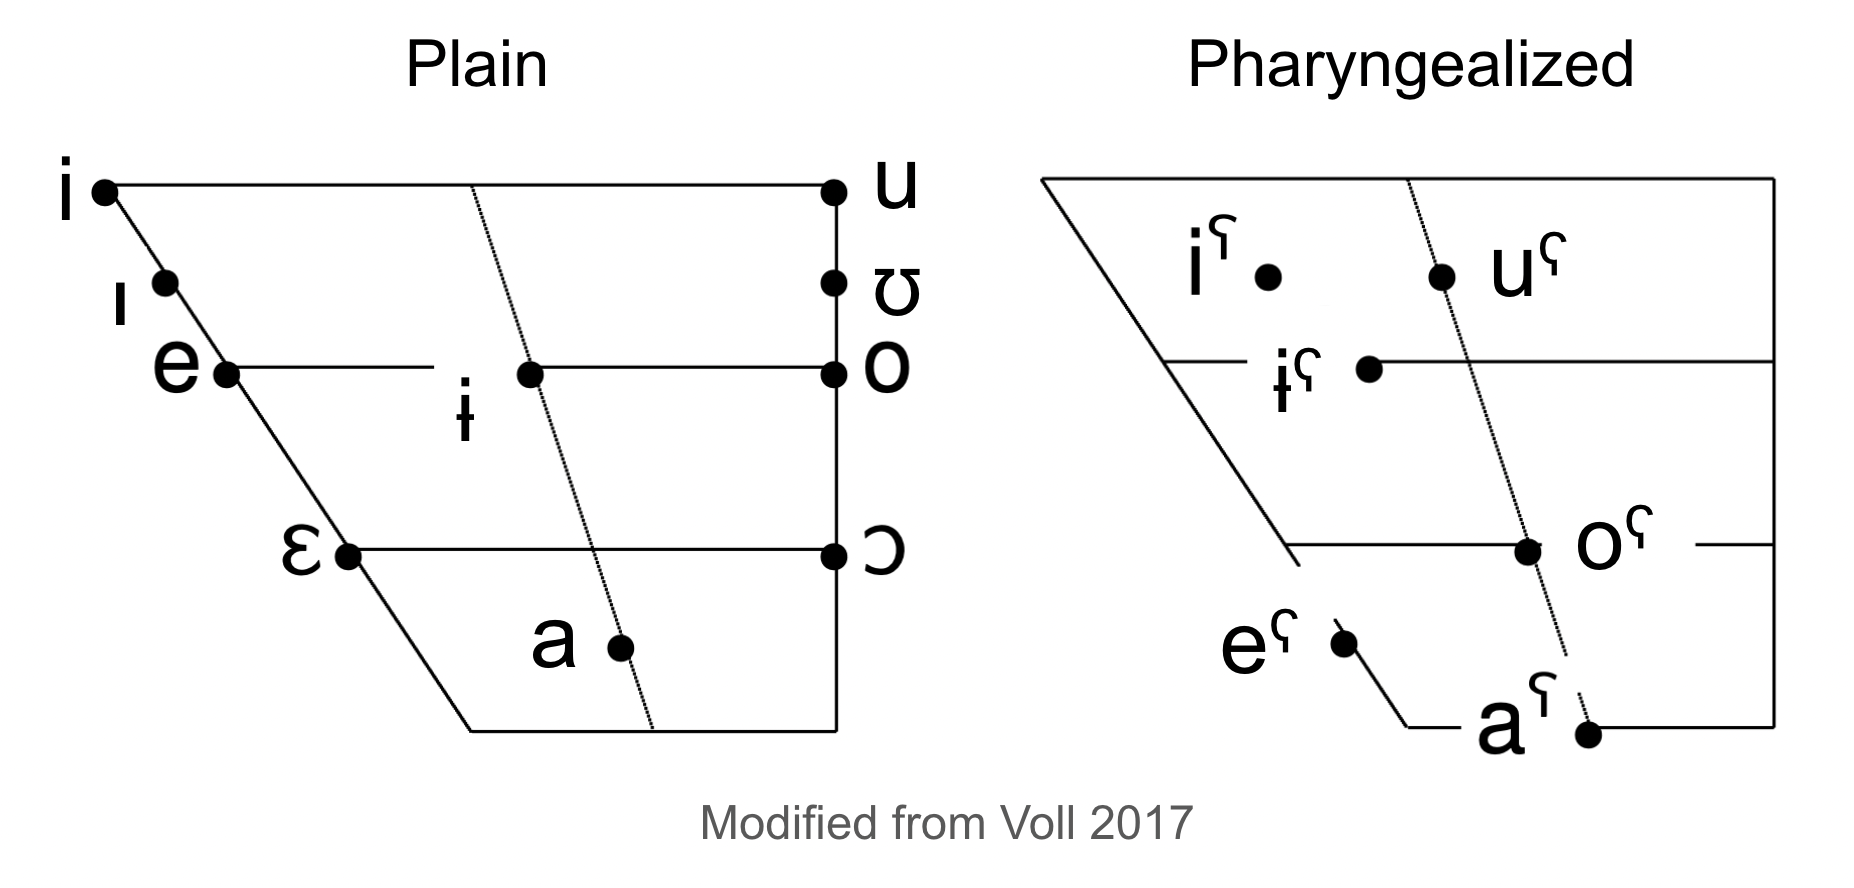 Plain
Pharyngealized
i
u
ı
ʊ
e
ɨ
o
ɛ
ɔ
a
iˤ
uˤ
ɨˤ
oˤ
eˤ
aˤ
Modified from Voll 2017